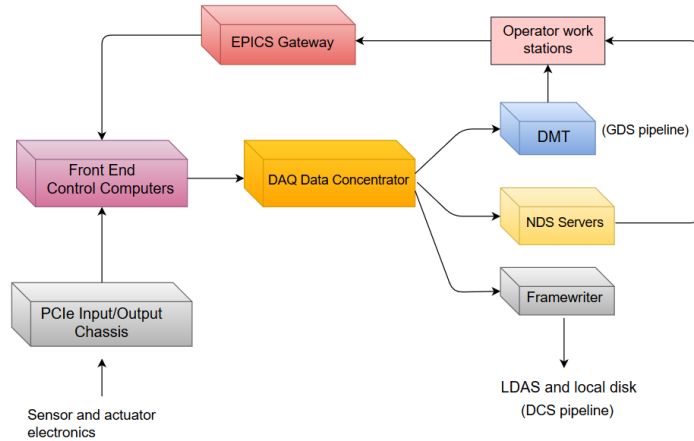 EPICS Gateway
Operator work
stations
DMT
(GDS pipeline)
Front End
Control Computers
DAQ Data Concentrator
NDS Servers
Framewriter
PCIe Input/Output
Chassis
LDAS and local disk
(DCS pipeline)
Sensor and actuator
electronics